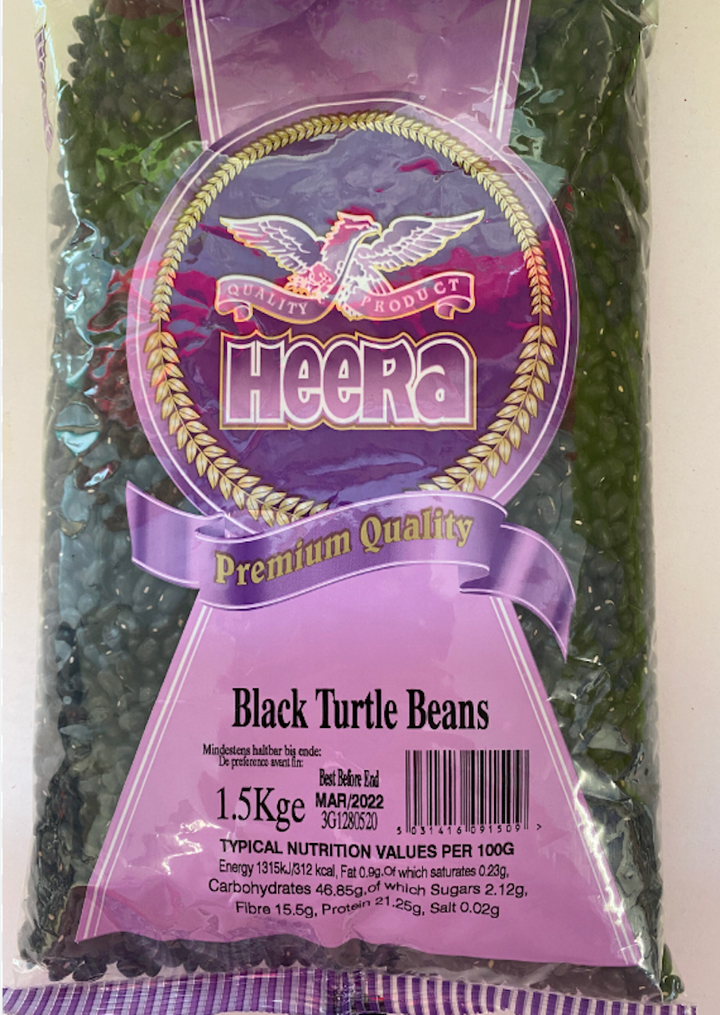 QUALITY PRODUCT
HEERA
Premium Quality
Black Turtle Beans
Mindestens haltbar bis ende:
De preference avant fin:
Best Before End
1.5Kge MAR/2022
3G1280520
5 031416 091509 >
TYPICAL NUTRITION VALUES PER 100G
Energy 1315kJ/312 kcal, Fat 0.9g.Of which saturates 0.23g,
Carbohydrates 46.85g,of which Sugars 2.12g,
Fibre 15.5g, Protein 21.25g, Salt 0.02g